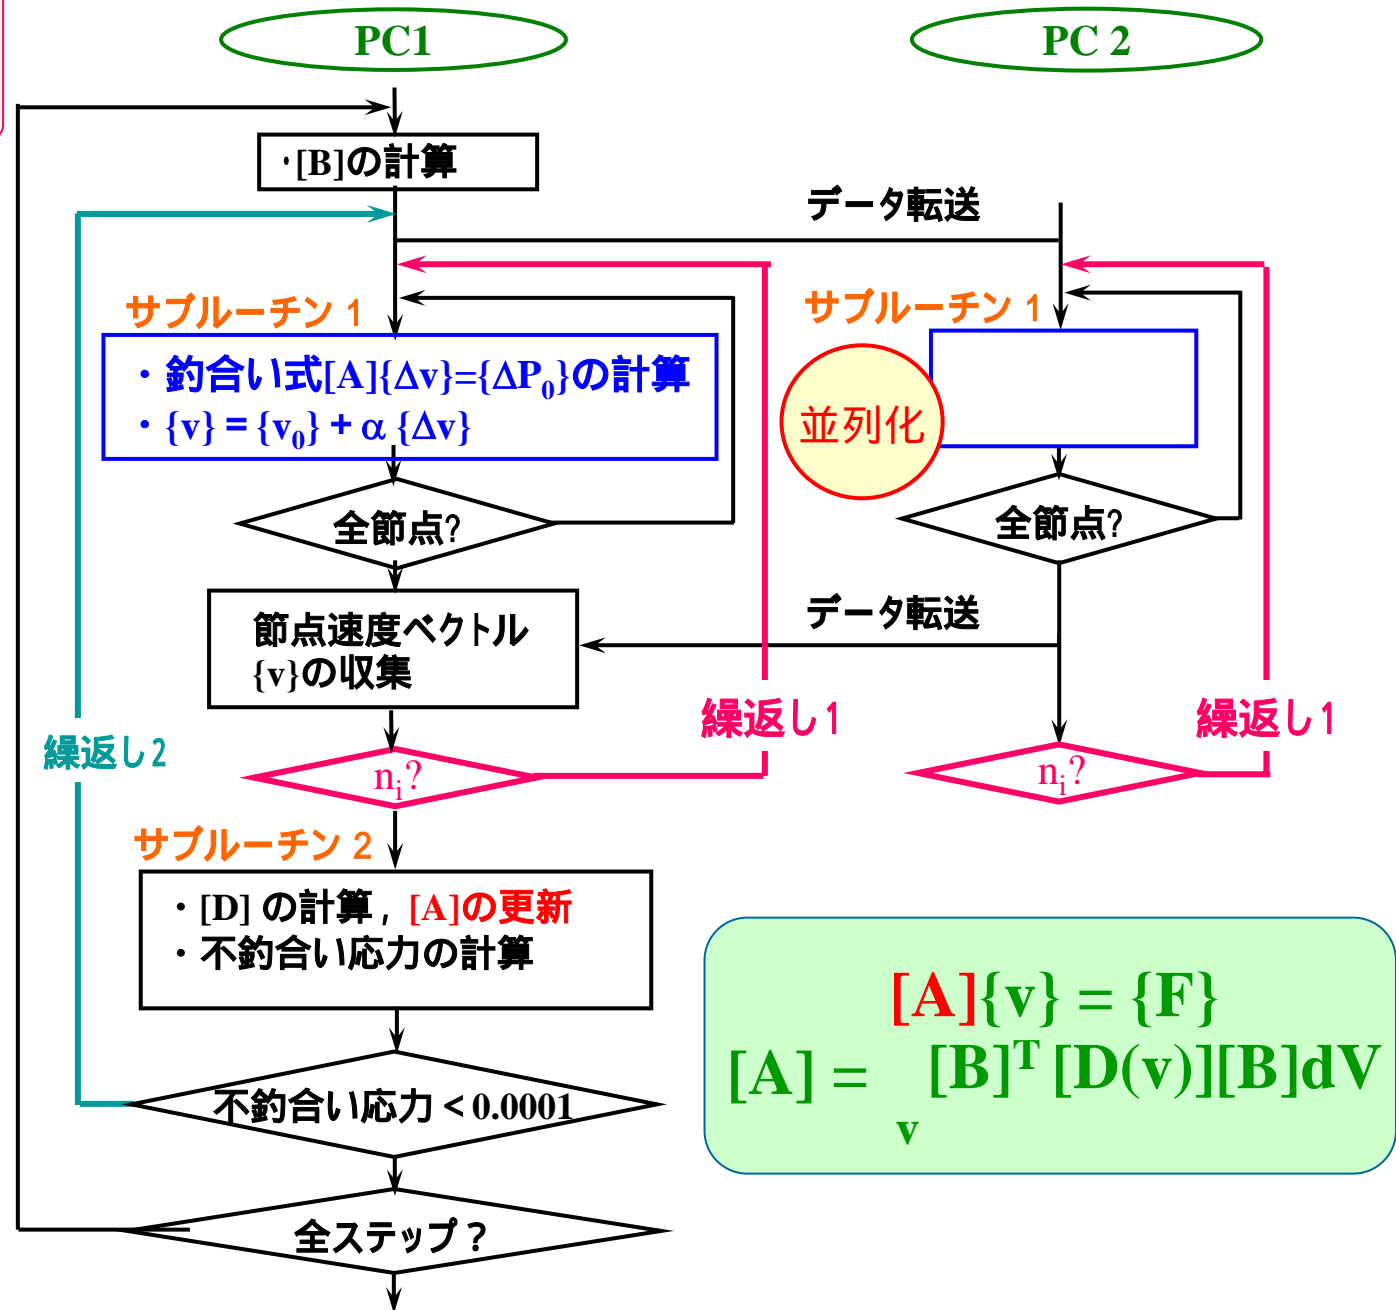 PC1
PC 2
・[B]の計算
データ転送
サブルーチン 1
サブルーチン 1
・ 釣合い式[A]{Δv}={ΔP₀}の計算
・ {v} = {v₀} + α {Δv}
並列化
全節点?
全節点?
データ転送
節点速度ベクトル
{v}の収集
繰返し1
繰返し1
繰返し2
nᵢ?
nᵢ?
サブルーチン 2
・ [D] の計算 , [A]の更新
・ 不釣合い応力の計算
[A]{v} = {F}
[A] = [B]ᵀ [D(v)][B]dV
v
不釣合い応力 < 0.0001
全ステップ ?